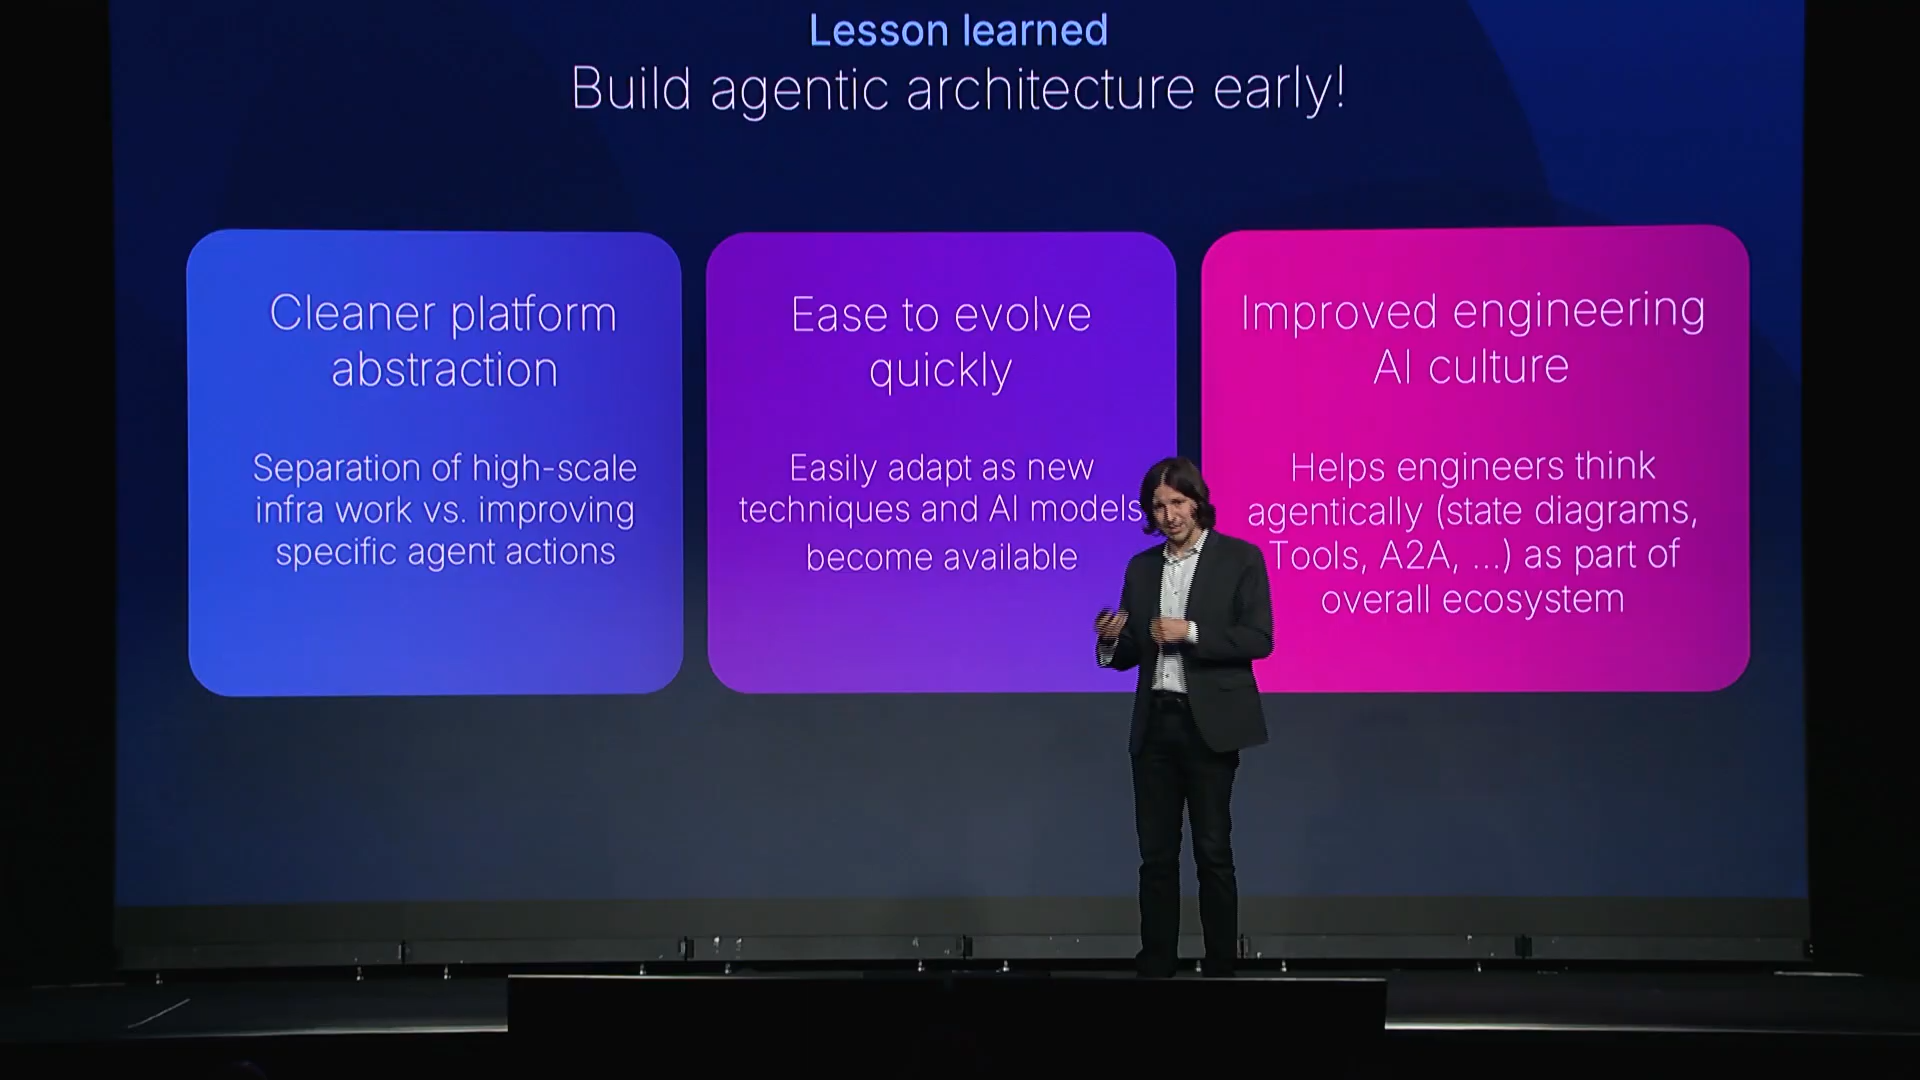 Lesson learned
Build agentic architecture early!
Cleaner platform
abstraction
Separation of high-scale
infra work vs. improving
specific agent actions
Ease to evolve
quickly
Easily adapt as new
techniques and AI models
become available
Improved engineering
AI culture
Helps engineers think
agentically (state diagrams,
Tools, A2A, ...) as part of
overall ecosystem